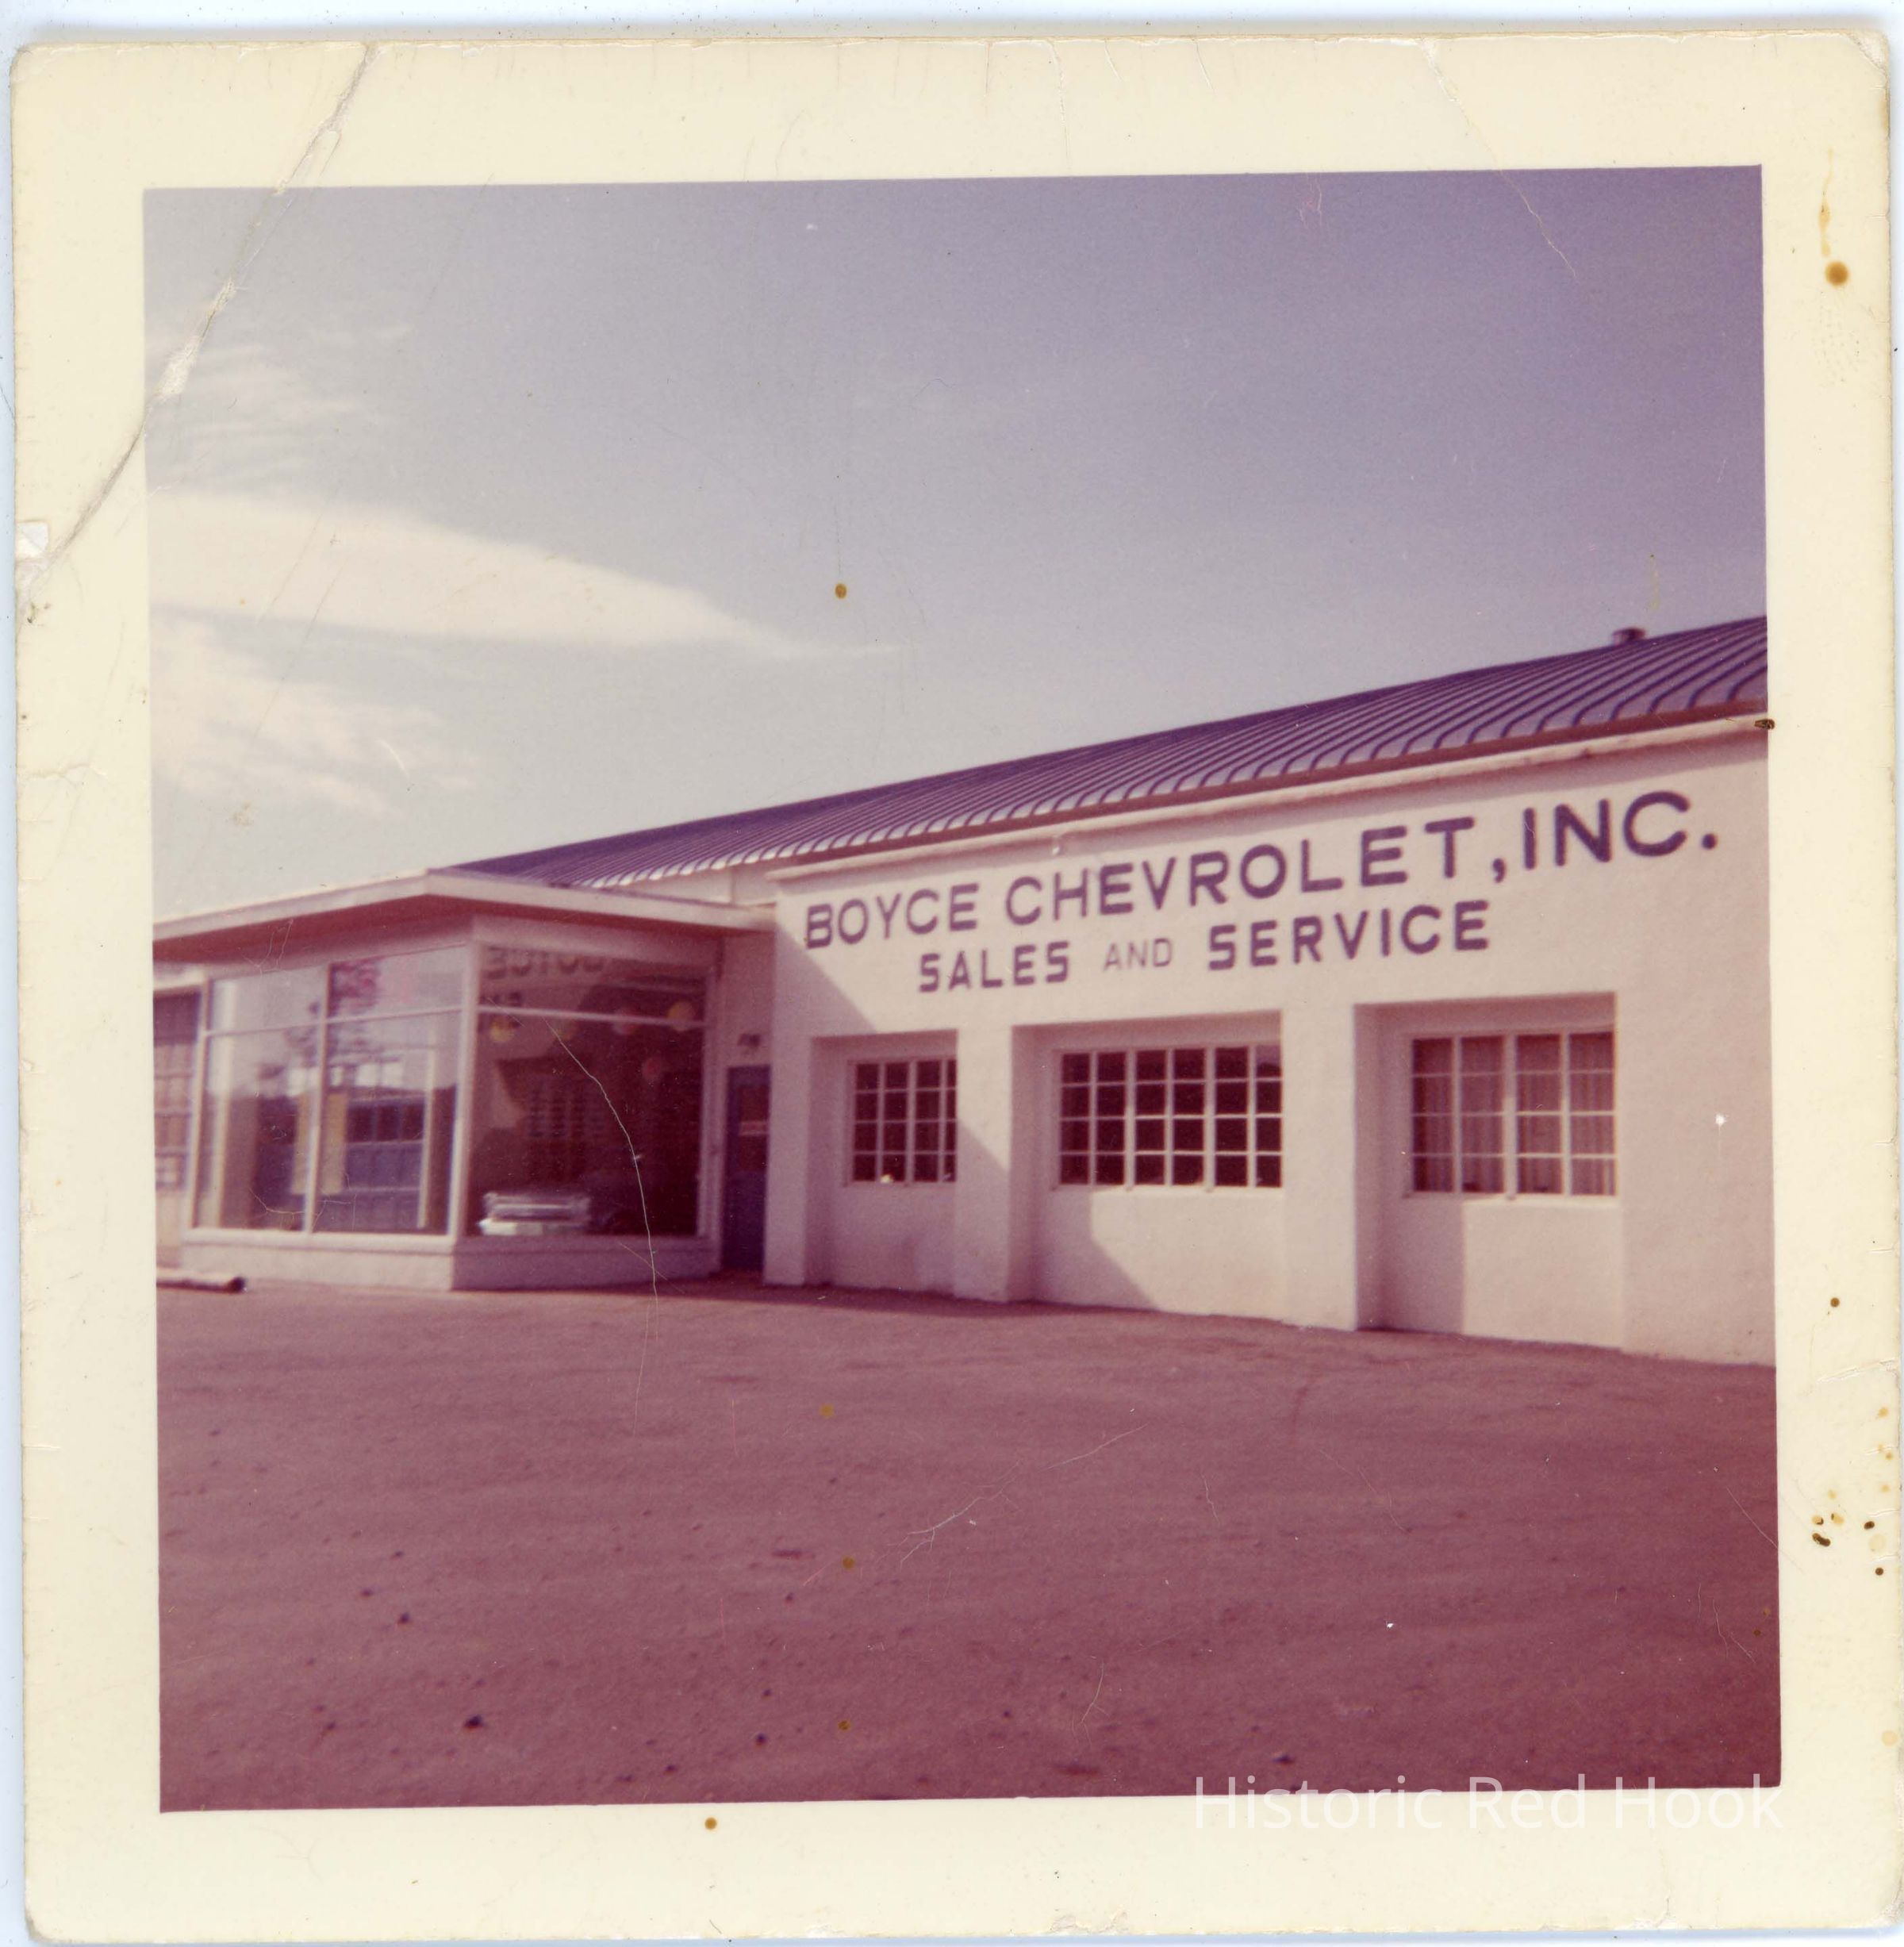 BOYCE CHEVROLET, INC.
SALES AND SERVICE
Historic Red Hook